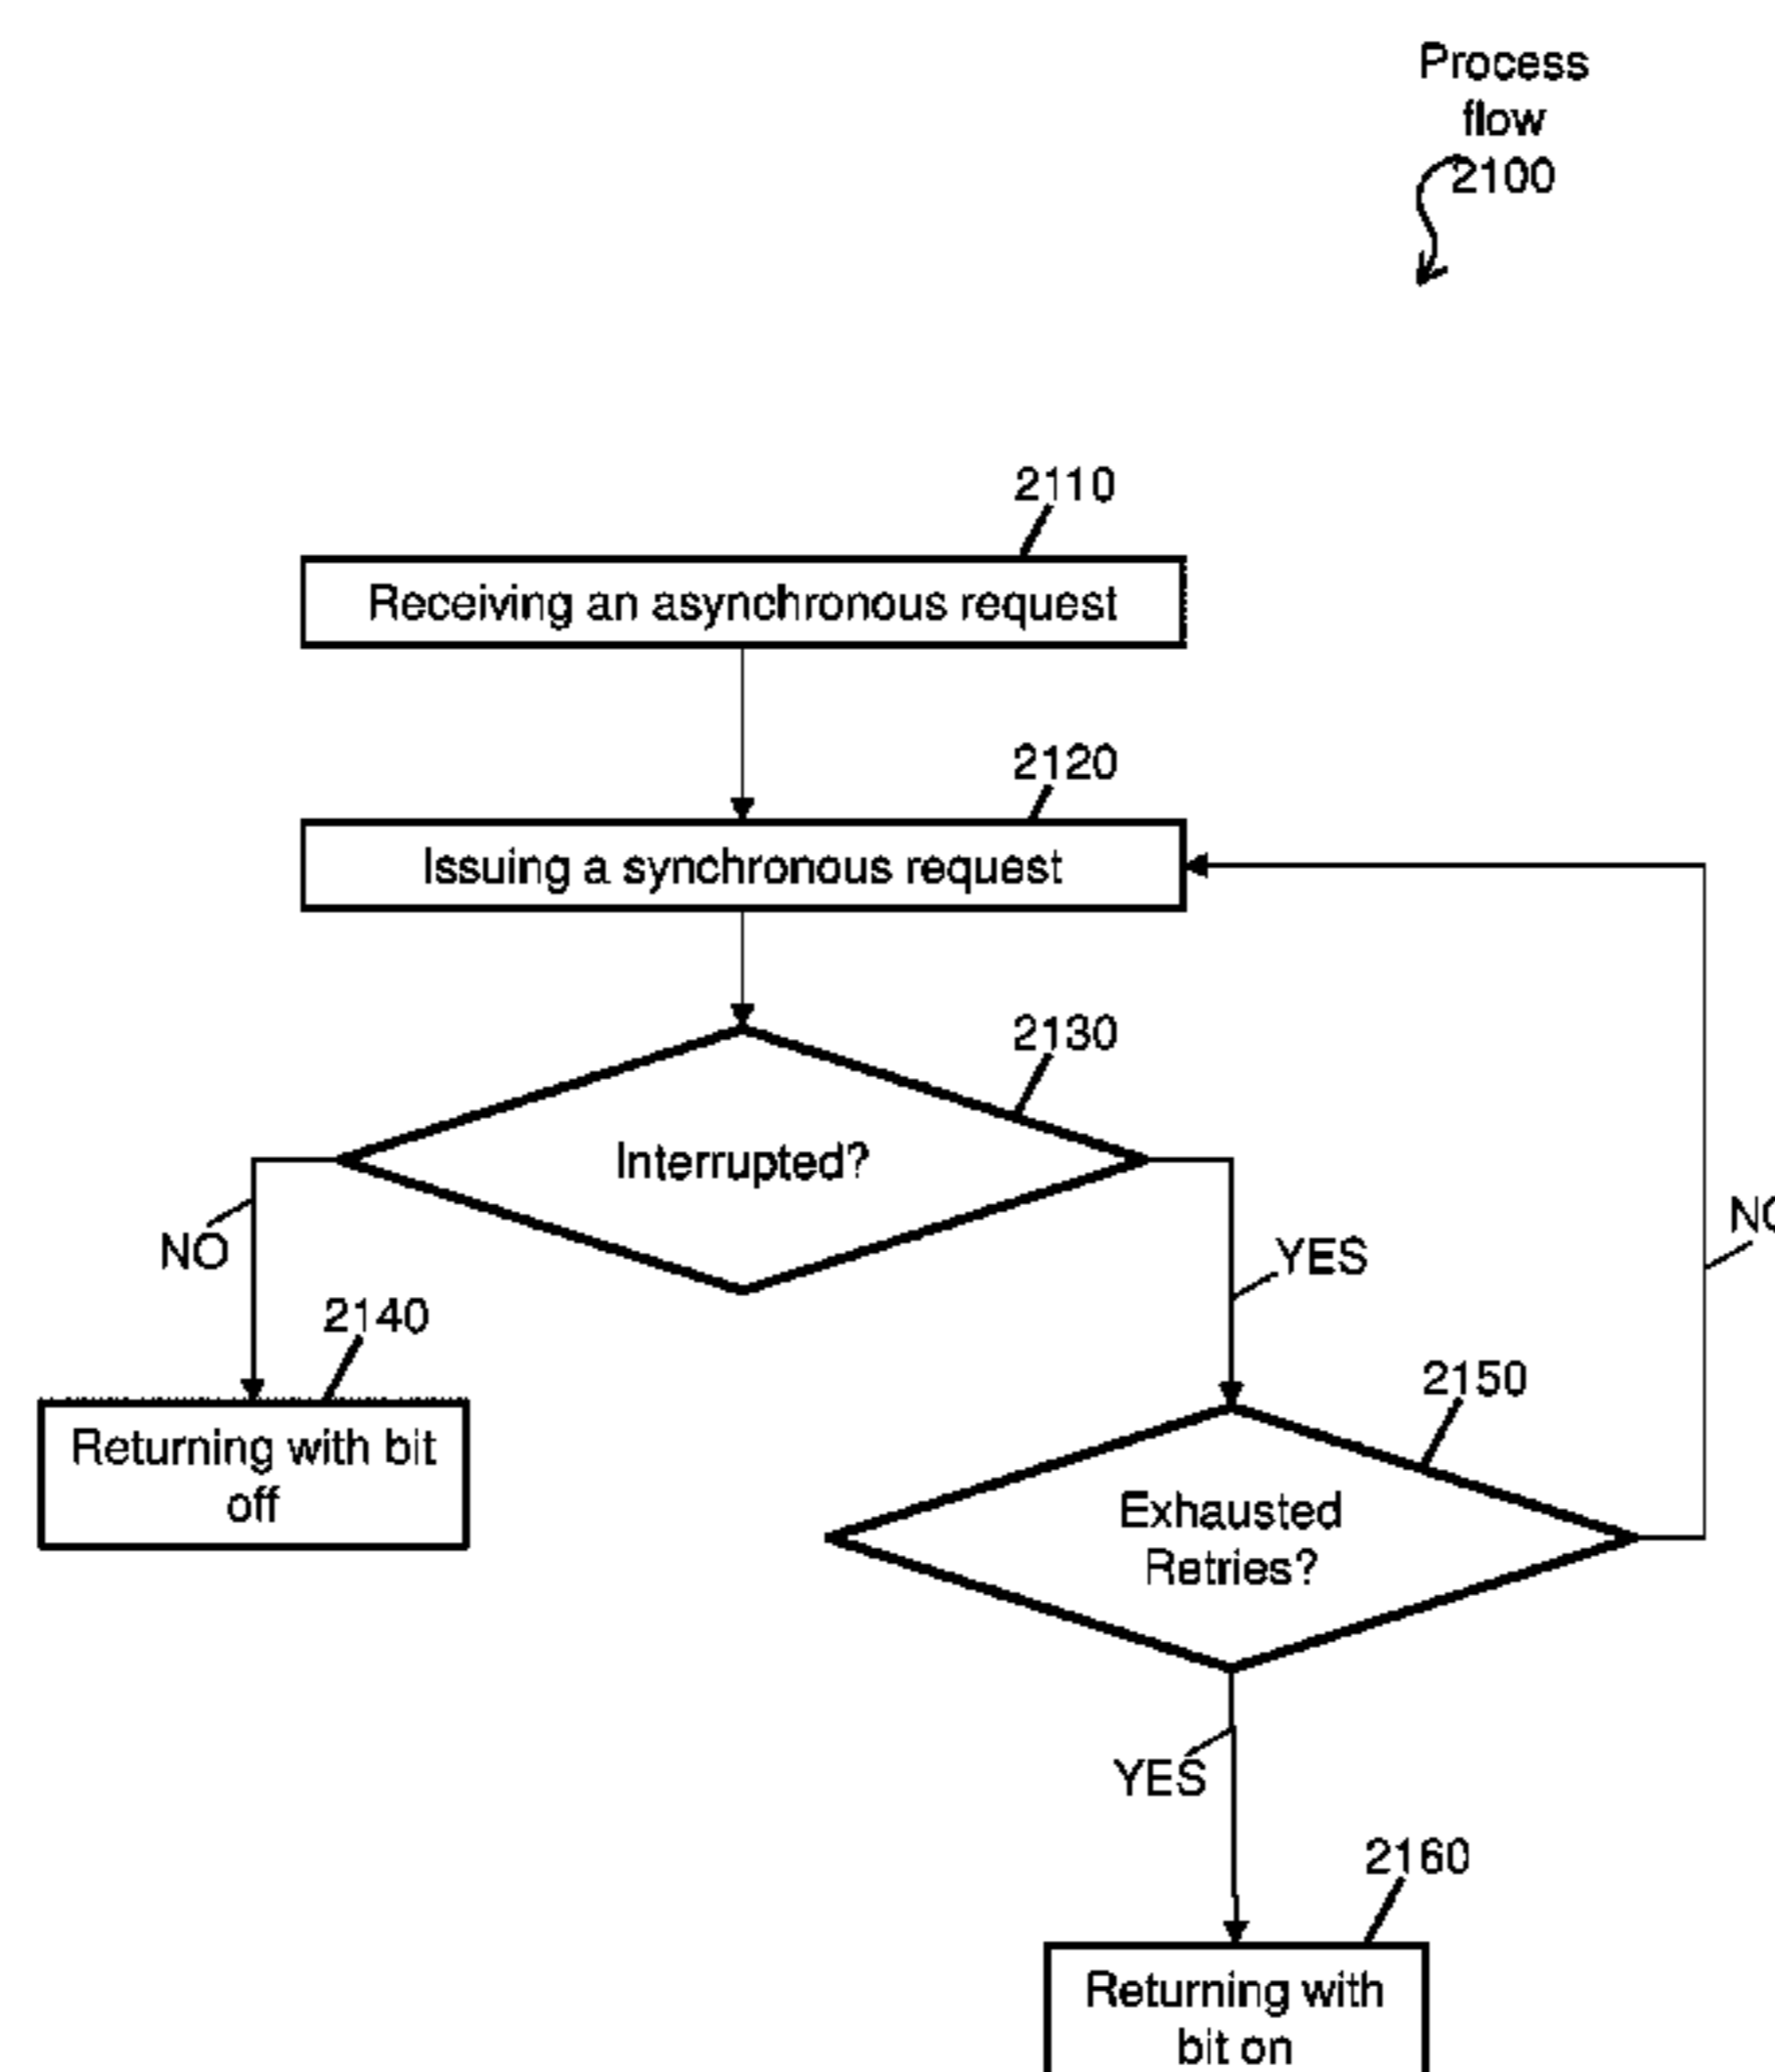 Process
flow
2100
2110
Receiving an asynchronous request
2120
Issuing a synchronous request
2130
Interrupted?
NO
YES
NO
2140
Returning with bit
off
2150
Exhausted
Retries?
YES
2160
Returning with
bit on